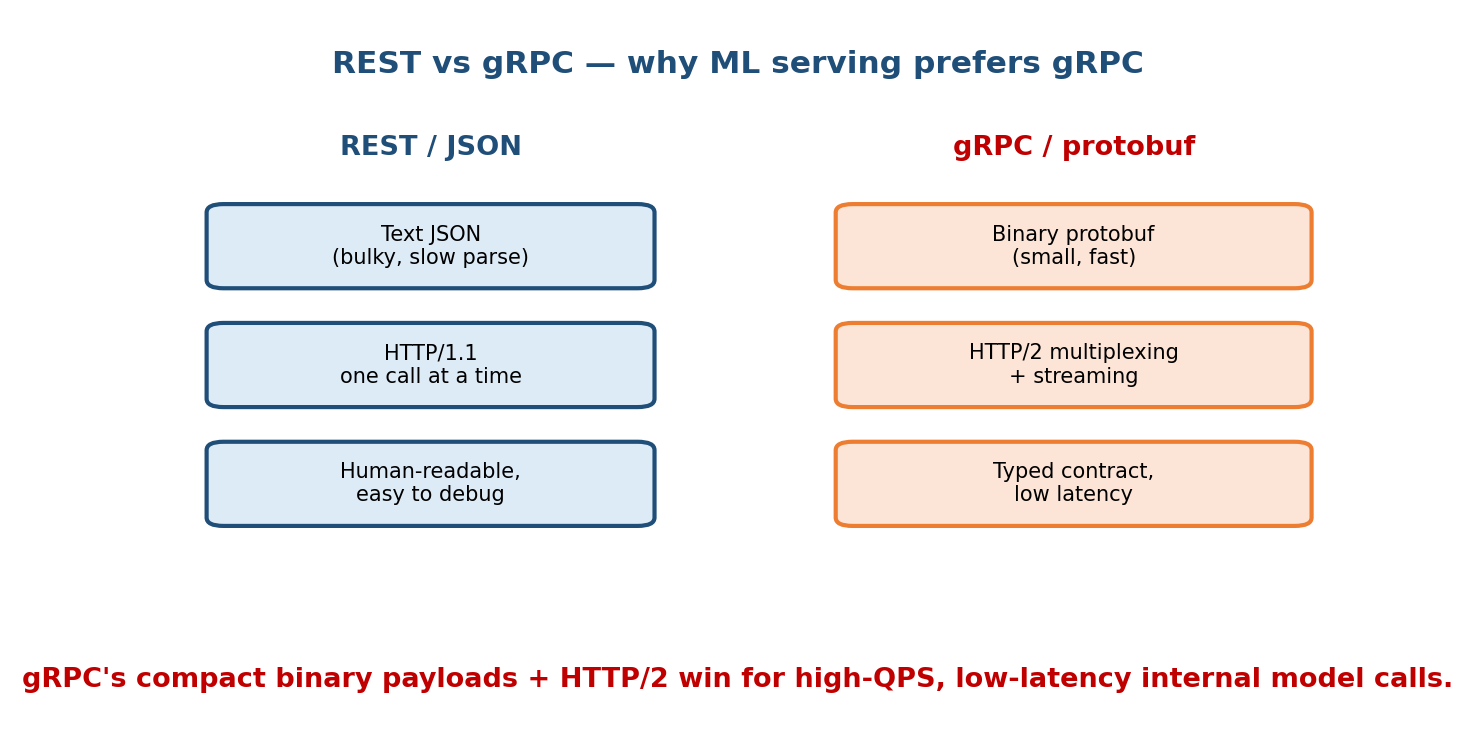 REST vs gRPC — why ML serving prefers gRPC
REST / JSON
Text JSON
(bulky, slow parse)
HTTP/1.1
one call at a time
Human-readable,
easy to debug
gRPC / protobuf
Binary protobuf
(small, fast)
HTTP/2 multiplexing
+ streaming
Typed contract,
low latency
gRPC's compact binary payloads + HTTP/2 win for high-QPS, low-latency internal model calls.